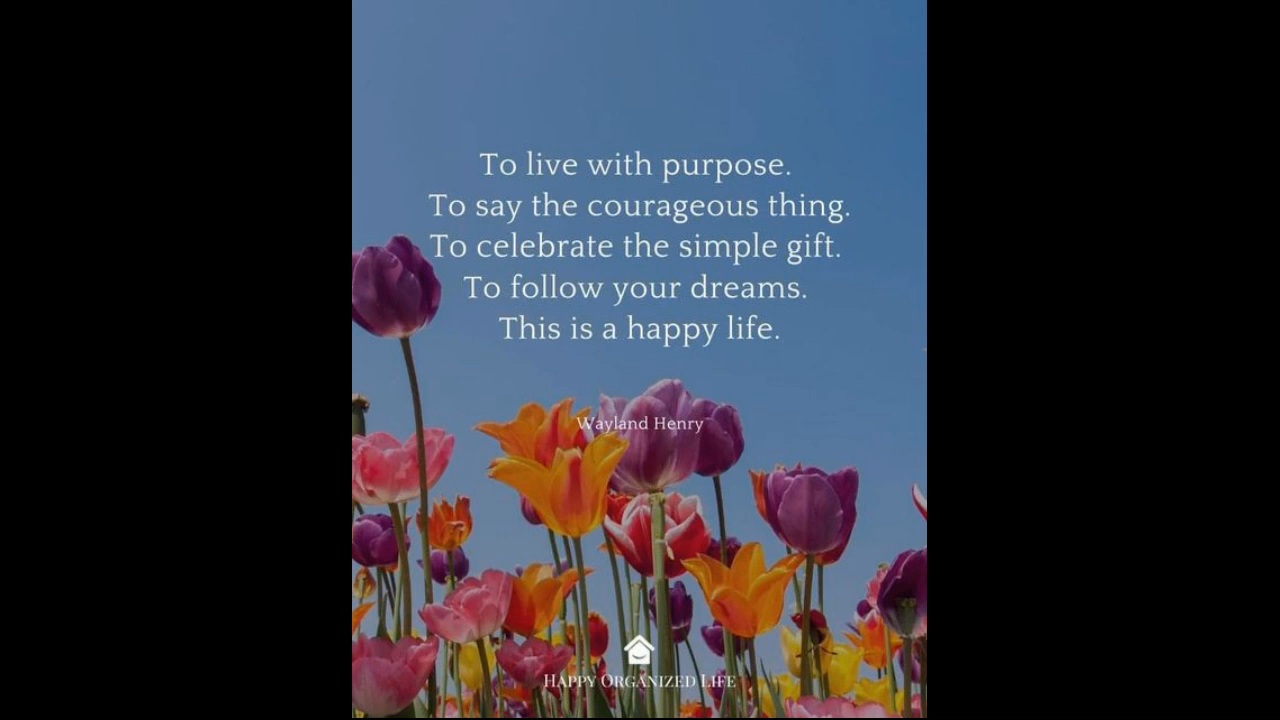 To live with purpose.
To say the courageous thing.
To celebrate the simple gift.
To follow your dreams.
This is a happy life.
Wayland Henry
Happy Organized Life